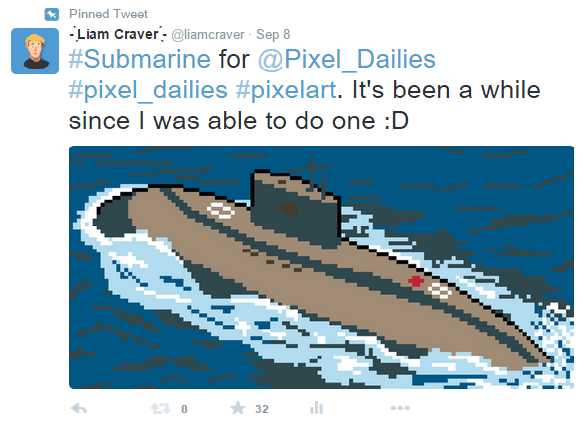 Pinned Tweet
-҉Liam Craver҉- @liamcraver · Sep 8
#Submarine for @Pixel_Dailies
#pixel_dailies #pixelart. It's been a while
since I was able to do one :D
8 32